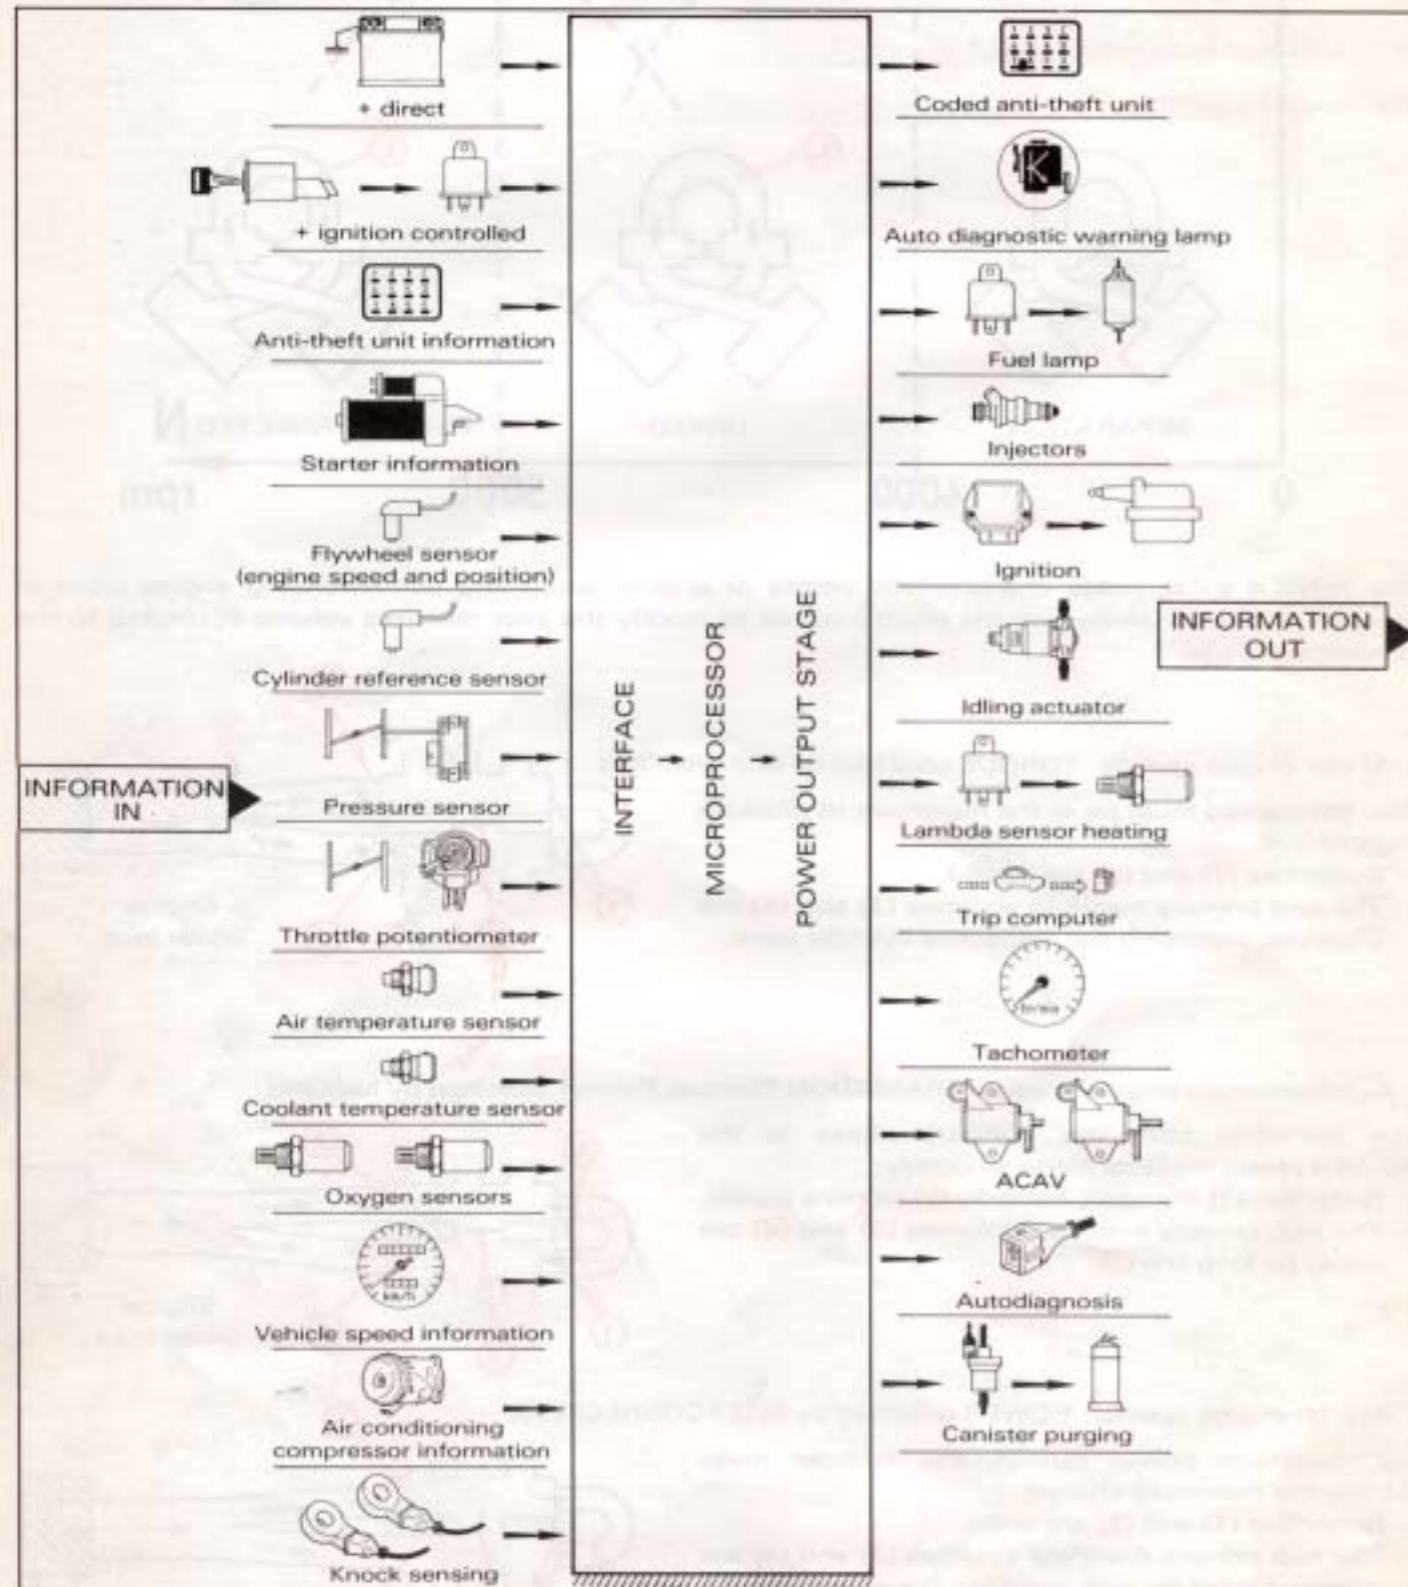 + direct
+ ignition controlled
Anti-theft unit information
Starter information
Flywheel sensor
(engine speed and position)
Cylinder reference sensor
INFORMATION
IN
Pressure sensor
Throttle potentiometer
Air temperature sensor
Coolant temperature sensor
Oxygen sensors
km/h
Vehicle speed information
Air conditioning
compressor information
Knock sensing
INTERFACE
MICROPROCESSOR
POWER OUTPUT STAGE
Coded anti-theft unit
Auto diagnostic warning lamp
Fuel lamp
Injectors
Ignition
INFORMATION
OUT
Idling actuator
Lambda sensor heating
Trip computer
Tachometer
ACAV
Autodiagnosis
Canister purging